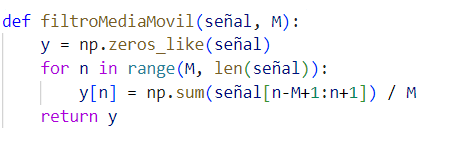 def filtroMediaMovil(señal, M):
    y = np.zeros_like(señal)
    for n in range(M, len(señal)):
        y[n] = np.sum(señal[n-M+1:n+1]) / M
    return y